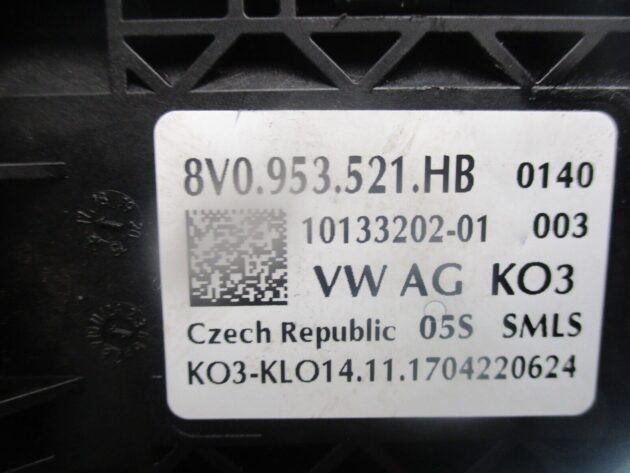 8V0.953.521.HB 0140
10133202-01 003
VW AG KO3
Czech Republic 05S SMLS
KO3-KLO14.11.1704220624